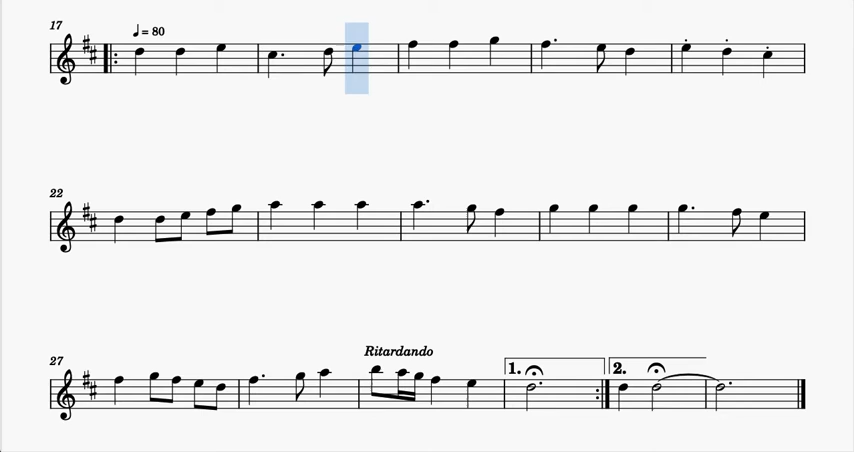 17
♩ = 80
22
27
Ritardando
1.
2.